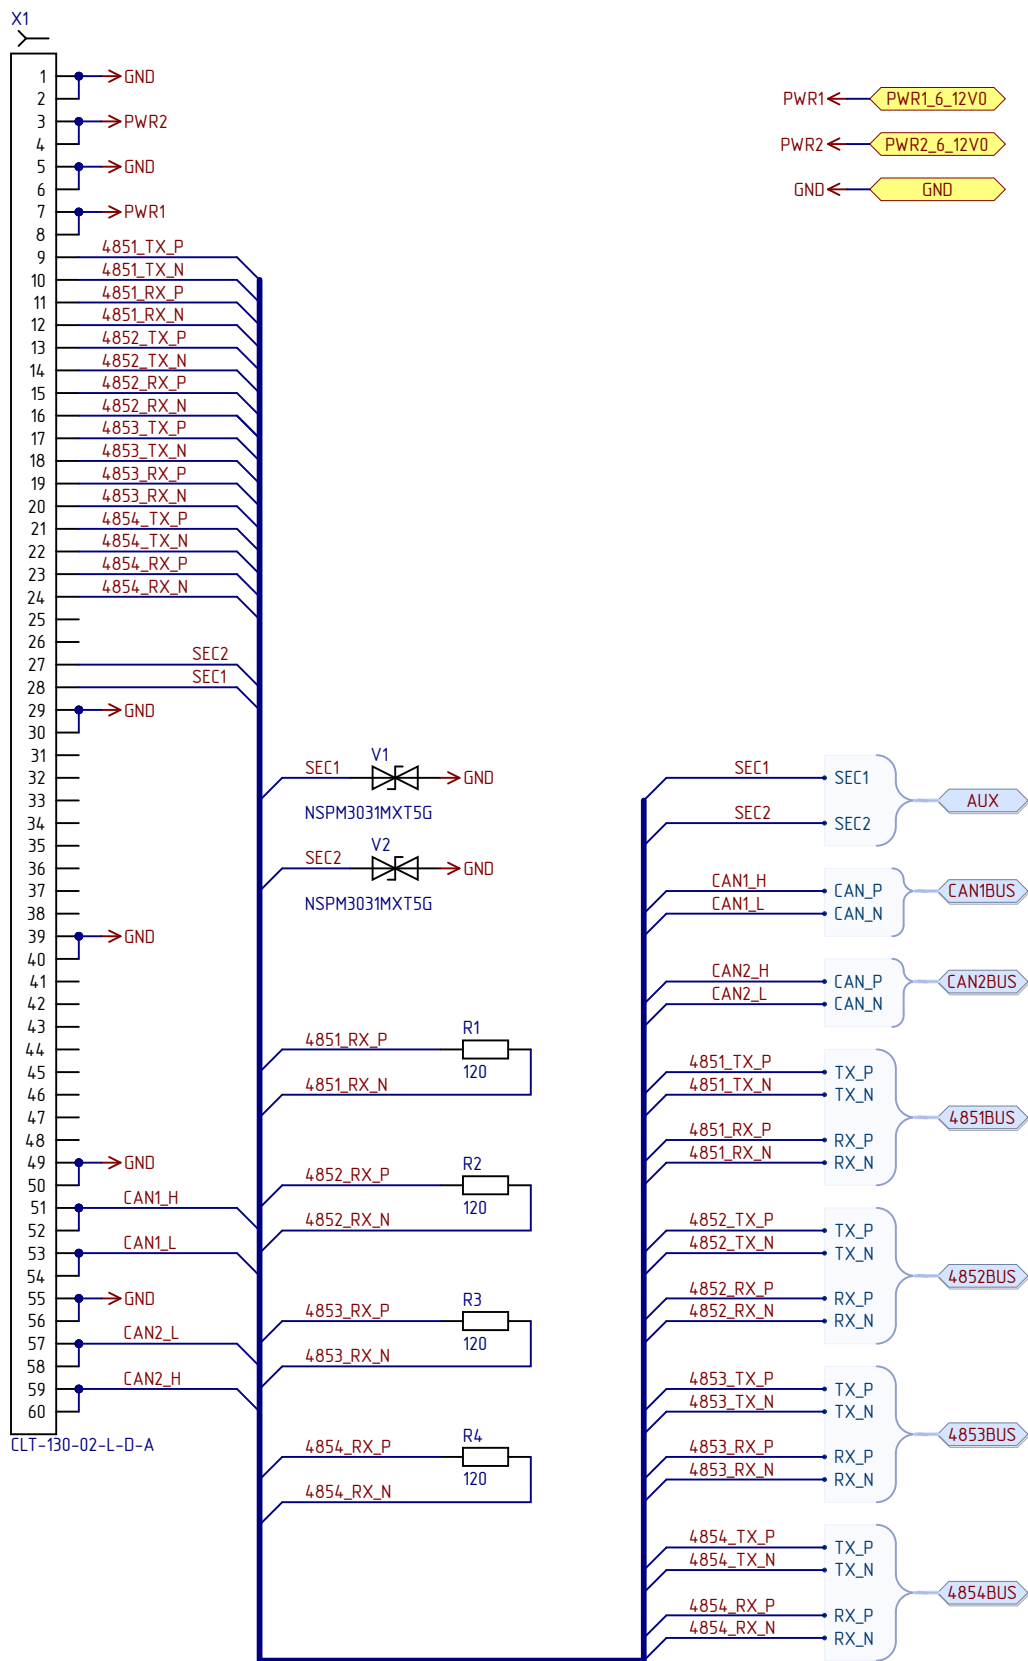 X1
1 GND
2
3 PWR2
4
5 GND
6
7 PWR1
8
9 4851_TX_P
10 4851_TX_N
11 4851_RX_P
12 4851_RX_N
13 4852_TX_P
14 4852_TX_N
15 4852_RX_P
16 4852_RX_N
17 4853_TX_P
18 4853_TX_N
19 4853_RX_P
20 4853_RX_N
21 4854_TX_P
22 4854_TX_N
23 4854_RX_P
24 4854_RX_N
25
26
27 SEC2
28 SEC1
29 GND
30
31
32
33
34
35
36
37
38
39 GND
40
41
42
43
44
45
46
47
48
49 GND
50
51 CAN1_H
52
53 CAN1_L
54
55 GND
56
57 CAN2_L
58
59 CAN2_H
60
CLT-130-02-L-D-A
PWR1 PWR1_6_12V0
PWR2 PWR2_6_12V0
GND GND
V1
SEC1 GND
NSPM3031MXT5G
V2
SEC2 GND
NSPM3031MXT5G
R1
4851_RX_P
120
4851_RX_N
R2
4852_RX_P
120
4852_RX_N
R3
4853_RX_P
120
4853_RX_N
R4
4854_RX_P
120
4854_RX_N
SEC1 SEC1
AUX
SEC2 SEC2
CAN1_H CAN_P
CAN1BUS
CAN1_L CAN_N
CAN2_H CAN_P
CAN2BUS
CAN2_L CAN_N
4851_TX_P TX_P
4851_TX_N TX_N
4851BUS
4851_RX_P RX_P
4851_RX_N RX_N
4852_TX_P TX_P
4852_TX_N TX_N
4852BUS
4852_RX_P RX_P
4852_RX_N RX_N
4853_TX_P TX_P
4853_TX_N TX_N
4853BUS
4853_RX_P RX_P
4853_RX_N RX_N
4854_TX_P TX_P
4854_TX_N TX_N
4854BUS
4854_RX_P RX_P
4854_RX_N RX_N